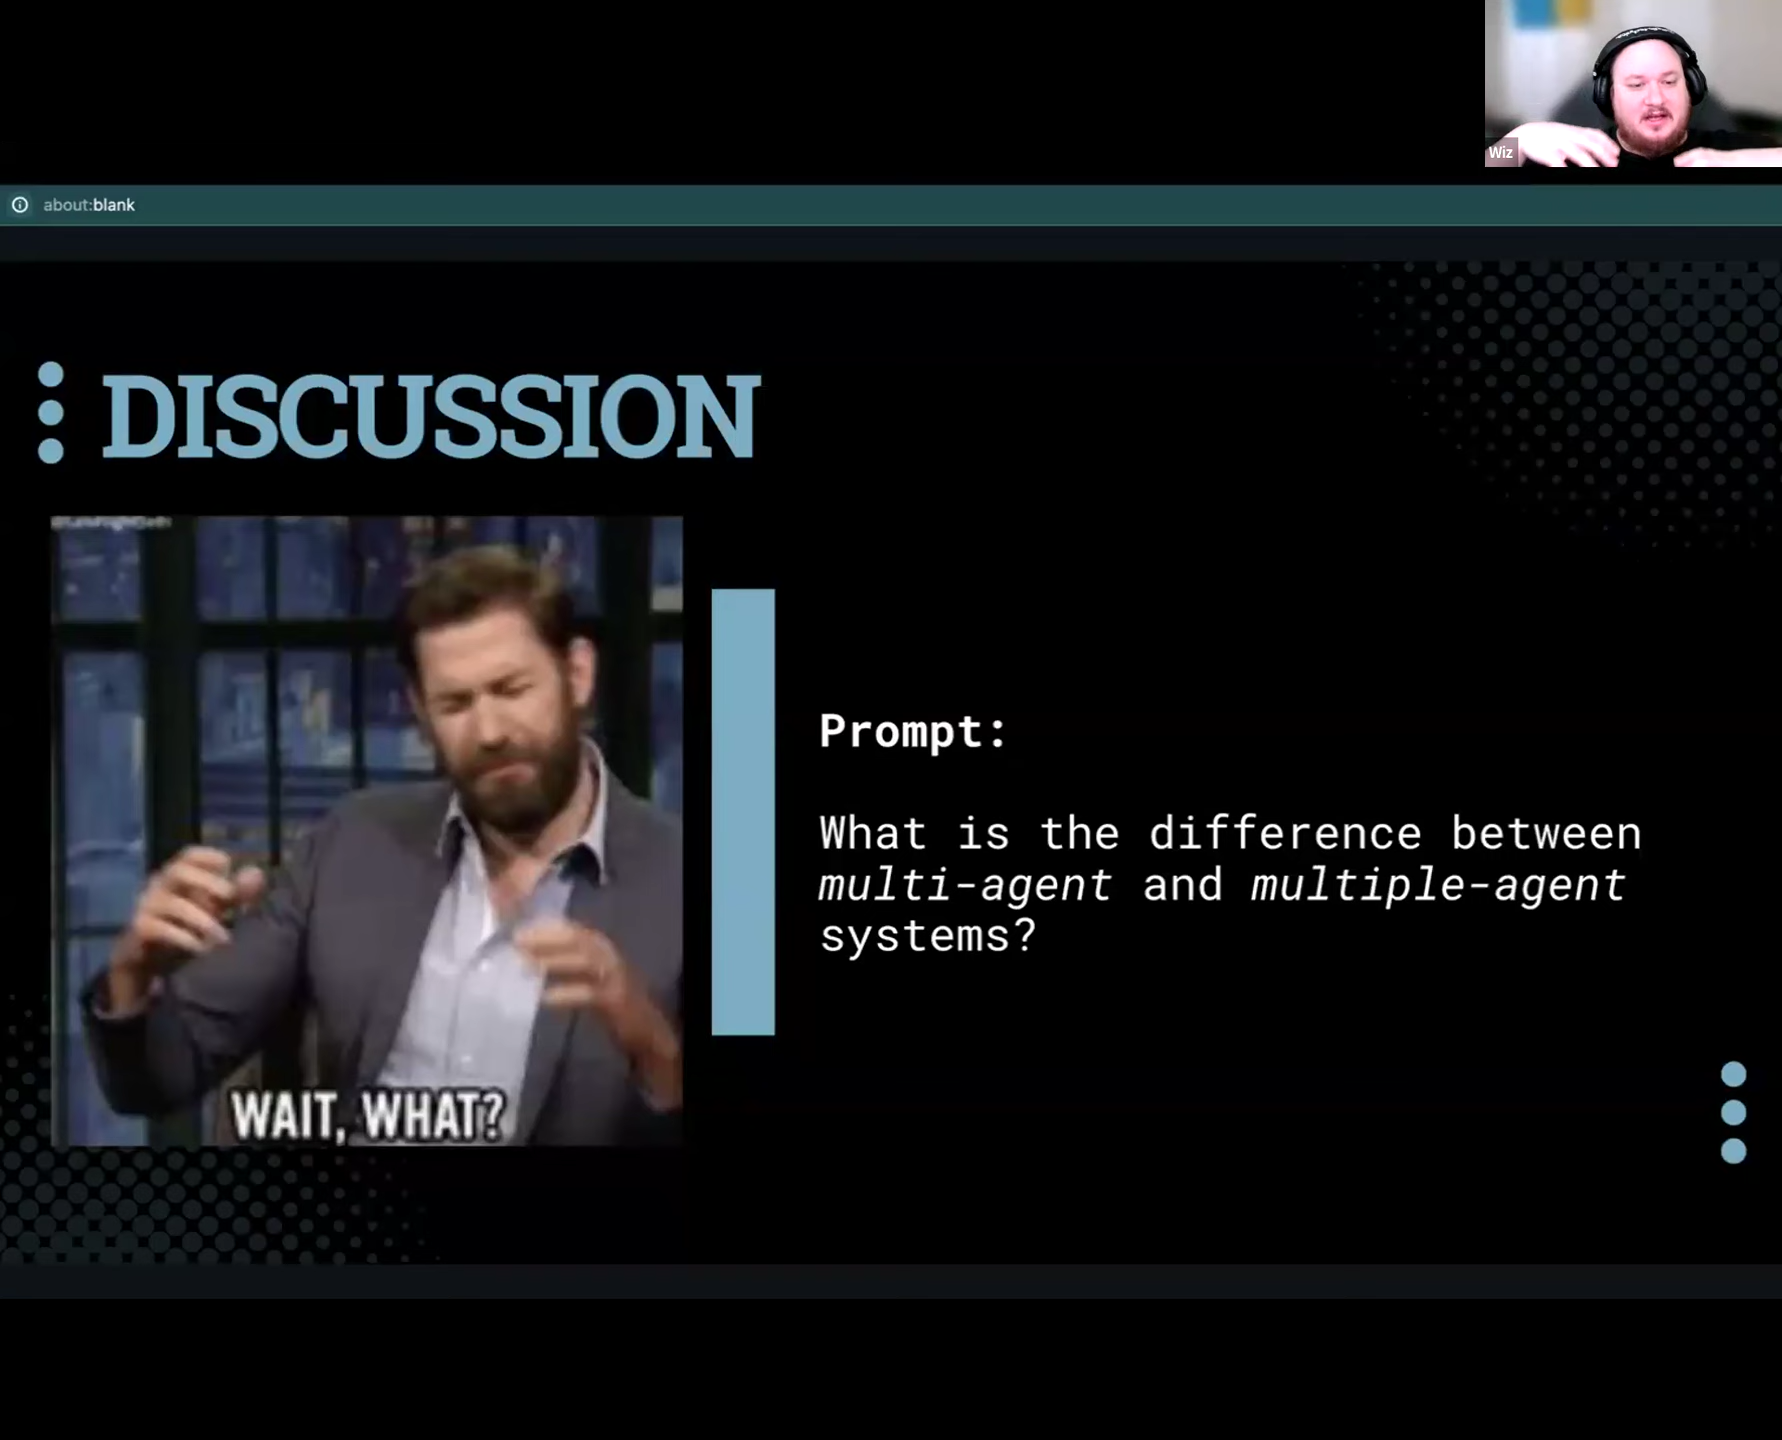 Wiz
about:blank
DISCUSSION
WAIT, WHAT?
Prompt:
What is the difference between
multi-agent and multiple-agent
systems?